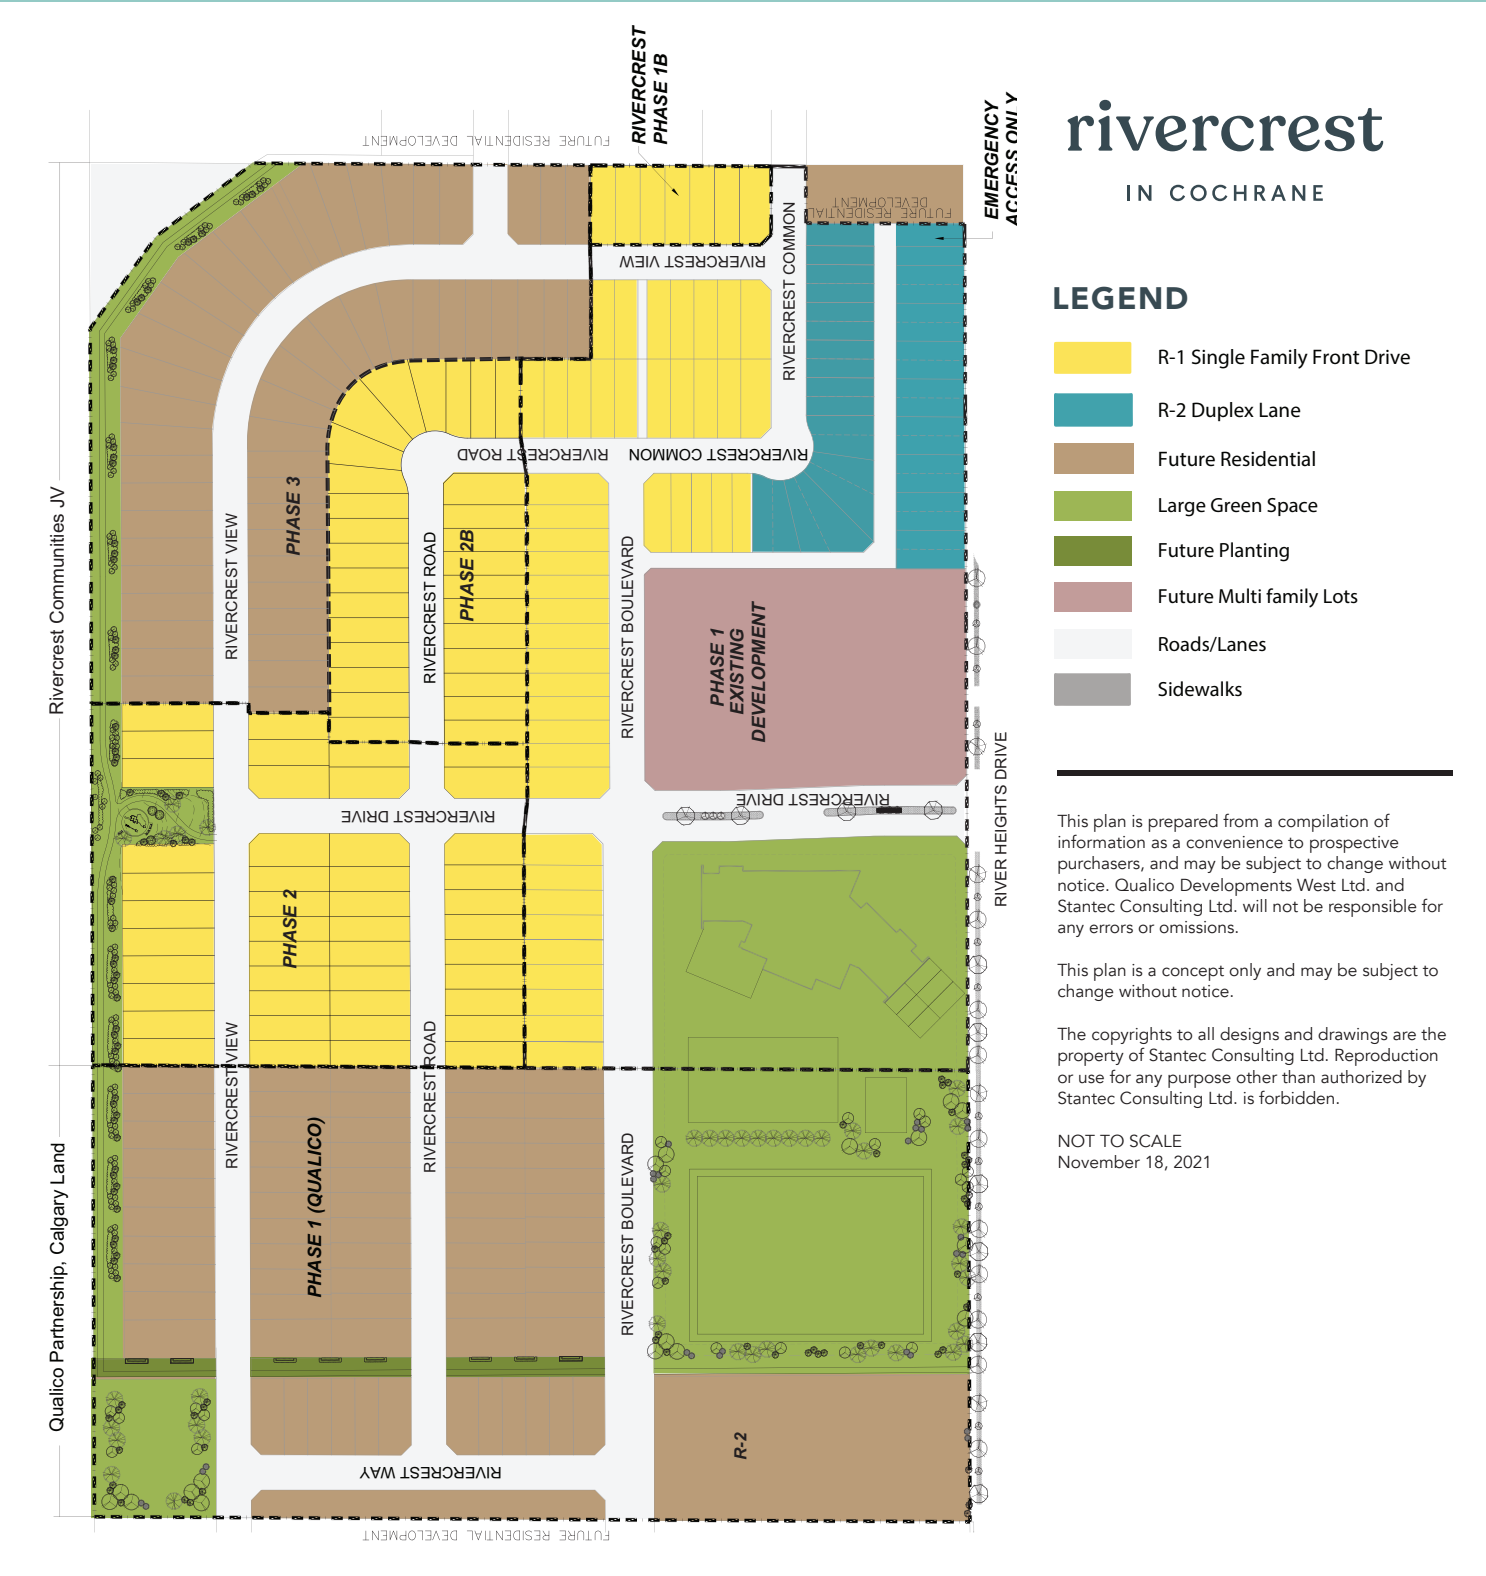 RIVERCREST
PHASE 1B
EMERGENCY
ACCESS ONLY
FUTURE RESIDENTIAL DEVELOPMENT
FUTURE RESIDENTIAL
DEVELOPMENT
RIVERCREST VIEW
RIVERCREST COMMON
RIVERCREST ROAD
RIVERCREST
RIVERCREST COMMON
PHASE 3
RIVERCREST VIEW
RIVERCREST ROAD
PHASE 2B
RIVERCREST BOULEVARD
PHASE 1
EXISTING
DEVELOPMENT
Rivercrest Communities JV
RIVERCREST DRIVE
RIVERCREST DRIVE
RIVER HEIGHTS DRIVE
PHASE 2
RIVERCREST VIEW
RIVERCREST ROAD
PHASE 1 (QUALICO)
RIVERCREST BOULEVARD
Qualico Partnership, Calgary Land
R-2
RIVERCREST WAY
FUTURE RESIDENTIAL DEVELOPMENT
rivercrest
IN COCHRANE
LEGEND
R-1 Single Family Front Drive
R-2 Duplex Lane
Future Residential
Large Green Space
Future Planting
Future Multi family Lots
Roads/Lanes
Sidewalks
This plan is prepared from a compilation of
information as a convenience to prospective
purchasers, and may be subject to change without
notice. Qualico Developments West Ltd. and
Stantec Consulting Ltd. will not be responsible for
any errors or omissions.
This plan is a concept only and may be subject to
change without notice.
The copyrights to all designs and drawings are the
property of Stantec Consulting Ltd. Reproduction
or use for any purpose other than authorized by
Stantec Consulting Ltd. is forbidden.
NOT TO SCALE
November 18, 2021